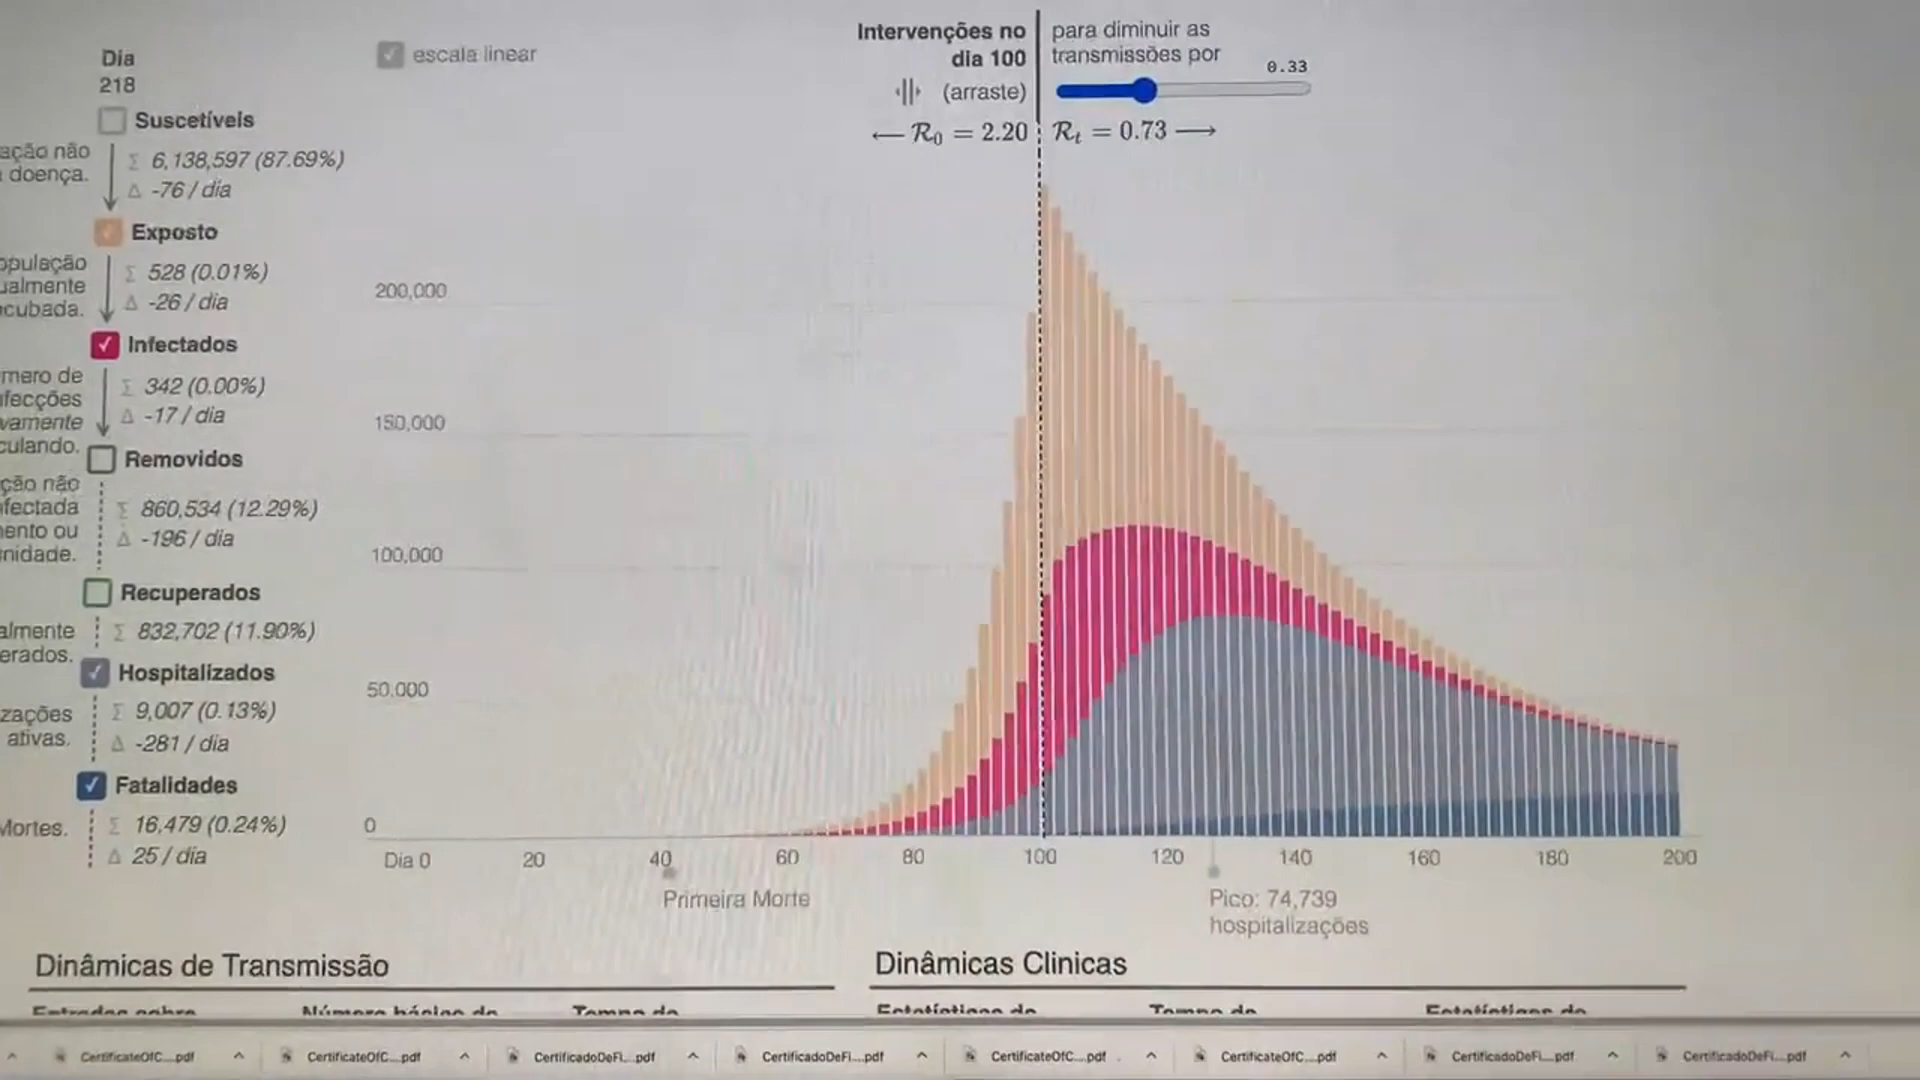 Dia
218
escala linear
Intervenções no
dia 100
(arraste)
para diminuir as
transmissões por
0.33
← R₀ = 2.20
Rₜ = 0.73 →
Suscetíveis
ação não
doença.
Σ 6,138,597 (87.69%)
Δ -76 / dia
Exposto
opulação
ualmente
cubada.
Σ 528 (0.01%)
Δ -26 / dia
Infectados
mero de
fecções
vamente
culando.
Σ 342 (0.00%)
Δ -17 / dia
Removidos
ção não
fectada
ento ou
nidade.
Σ 860,534 (12.29%)
Δ -196 / dia
Recuperados
almente
erados.
Σ 832,702 (11.90%)
Hospitalizados
zações
ativas.
Σ 9,007 (0.13%)
Δ -281 / dia
Fatalidades
Mortes.
Σ 16,479 (0.24%)
Δ 25 / dia
200,000
150,000
100,000
50,000
0
Dia 0 20 40 60 80 100 120 140 160 180 200
Primeira Morte
Pico: 74,739
hospitalizações
Dinâmicas de Transmissão
Dinâmicas Clinicas
CertificateOfC....pdf CertificateOfC....pdf CertificadoDeFi....pdf CertificadoDeFi....pdf CertificateOfC....pdf CertificateOfC....pdf CertificadoDeFi....pdf CertificadoDeFi....pdf